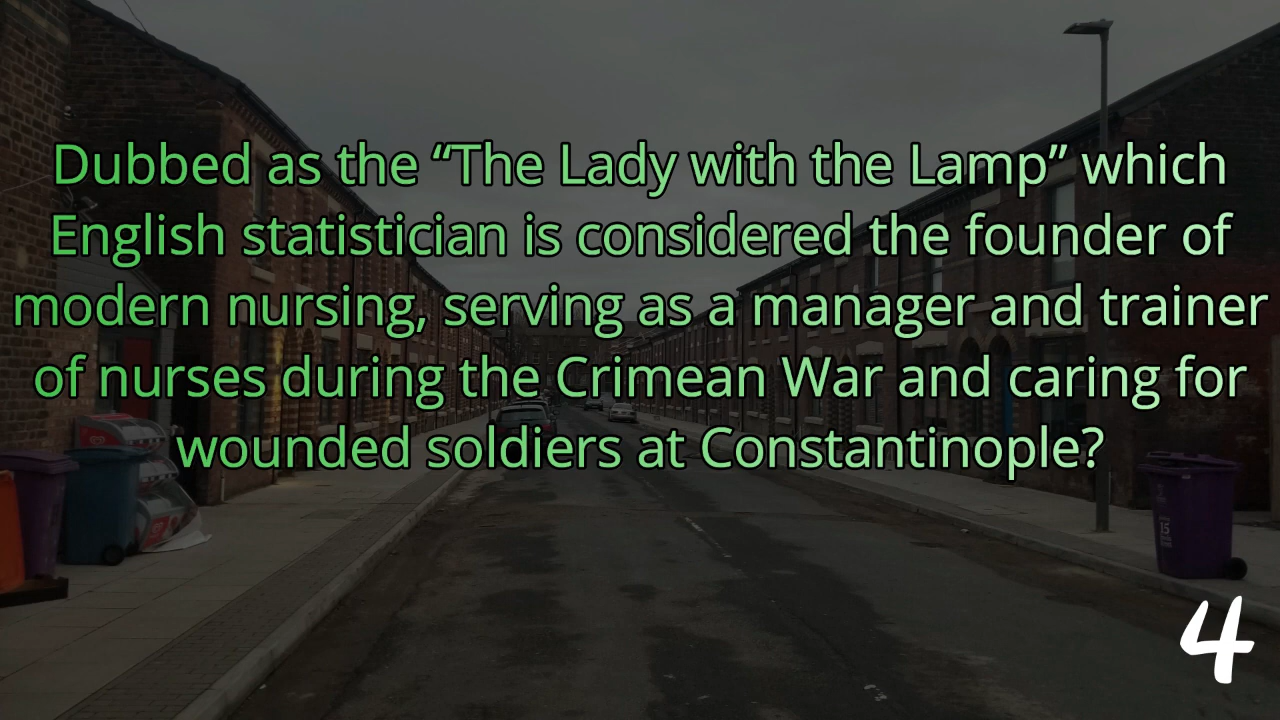 Dubbed as the “The Lady with the Lamp” which
English statistician is considered the founder of
modern nursing, serving as a manager and trainer
of nurses during the Crimean War and caring for
wounded soldiers at Constantinople?
15
4